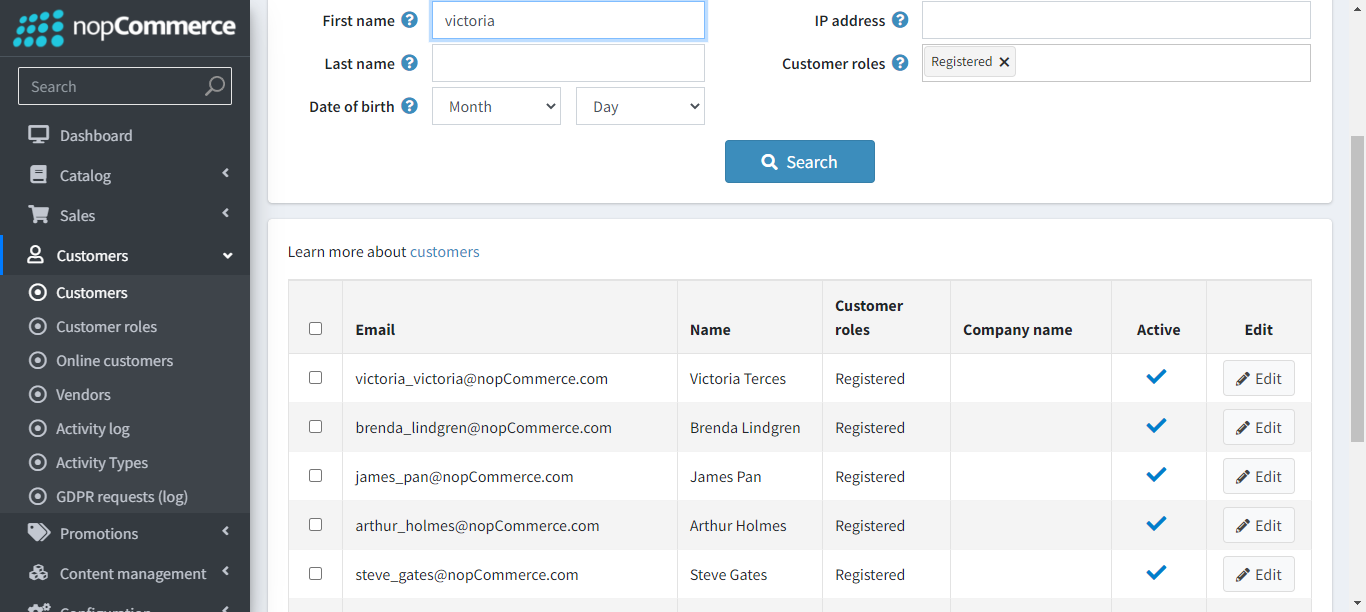 nopCommerce
Search
Dashboard
Catalog
Sales
Customers
Customers
Customer roles
Online customers
Vendors
Activity log
Activity Types
GDPR requests (log)
Promotions
Content management
Configuration
First name ? victoria
IP address ?
Last name ?
Customer roles ? Registered
Date of birth ? Month Day
Search
Learn more about customers
Email Name Customer roles Company name Active Edit
victoria_victoria@nopCommerce.com Victoria Terces Registered Edit
brenda_lindgren@nopCommerce.com Brenda Lindgren Registered Edit
james_pan@nopCommerce.com James Pan Registered Edit
arthur_holmes@nopCommerce.com Arthur Holmes Registered Edit
steve_gates@nopCommerce.com Steve Gates Registered Edit